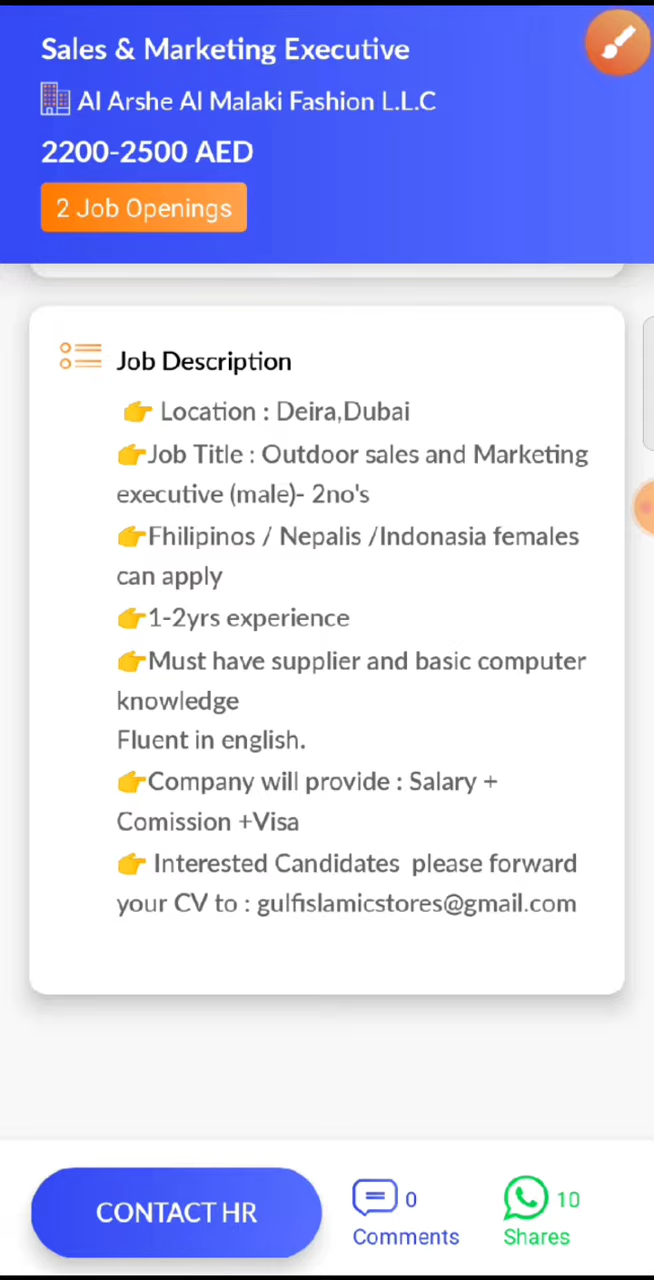 Sales & Marketing Executive
Al Arshe Al Malaki Fashion L.L.C
2200-2500 AED
2 Job Openings
Job Description
👉 Location : Deira,Dubai
👉Job Title : Outdoor sales and Marketing
executive (male)- 2no's
👉Fhilipinos / Nepalis /Indonasia females
can apply
👉1-2yrs experience
👉Must have supplier and basic computer
knowledge
Fluent in english.
👉Company will provide : Salary +
Comission +Visa
👉 Interested Candidates please forward
your CV to : gulfislamicstores@gmail.com
CONTACT HR
0
Comments
10
Shares